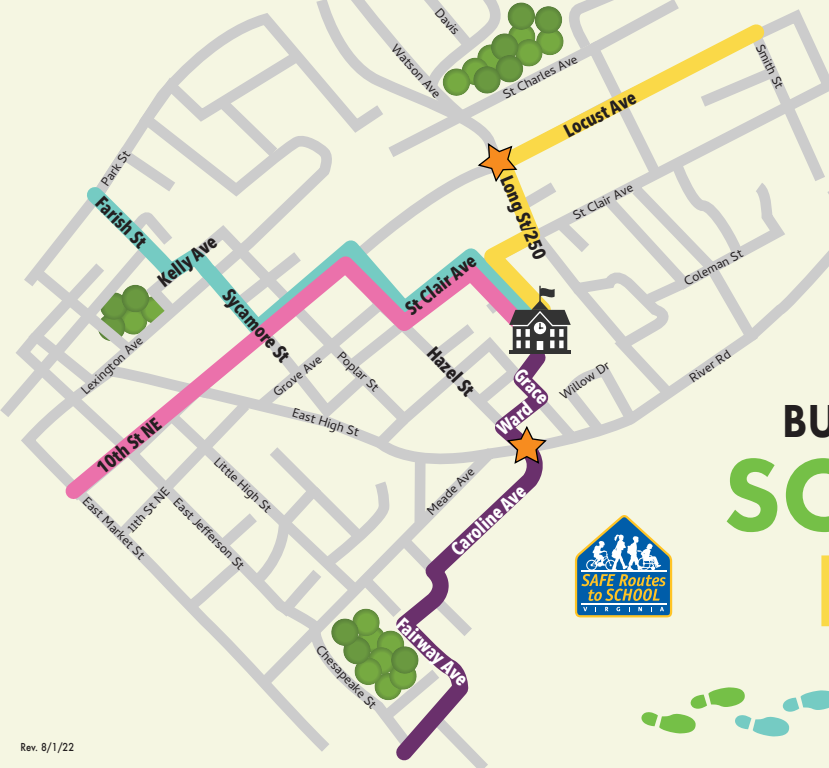 Davis
Watson Ave
St Charles Ave
Smith St
Locust Ave
Park St
Long St/250
St Clair Ave
Farish St
Kelly Ave
Coleman St
St Clair Ave
Sycamore St
Lexington Ave
Grove Ave
Poplar St
Hazel St
Grace
Willow Dr
River Rd
Ward
East High St
BU
10th St NE
SC
Little High St
Meade Ave
11th St NE
East Market St
East Jefferson St
Caroline Ave
SAFE Routes
to SCHOOL
VIRGINIA
Fairway Ave
Chesapeake St
Rev. 8/1/22